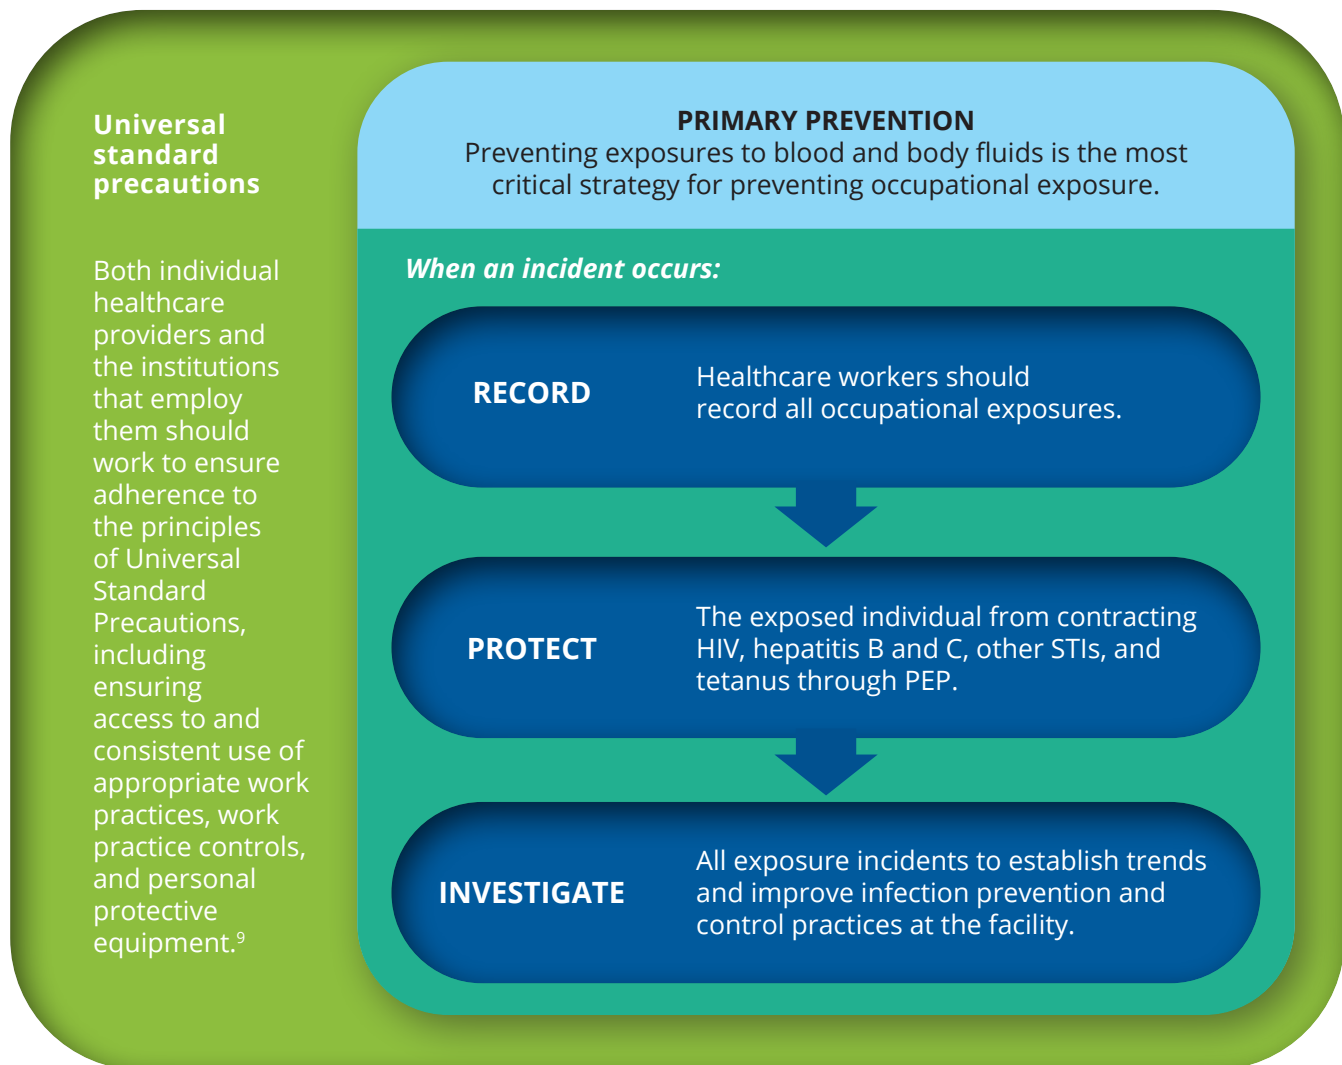 Universal
standard
precautions
Both individual
healthcare
providers and
the institutions
that employ
them should
work to ensure
adherence to
the principles
of Universal
Standard
Precautions,
including
ensuring
access to and
consistent use of
appropriate work
practices, work
practice controls,
and personal
protective
equipment.⁹
PRIMARY PREVENTION
Preventing exposures to blood and body fluids is the most
critical strategy for preventing occupational exposure.
When an incident occurs:
RECORD
Healthcare workers should
record all occupational exposures.
PROTECT
The exposed individual from contracting
HIV, hepatitis B and C, other STIs, and
tetanus through PEP.
INVESTIGATE
All exposure incidents to establish trends
and improve infection prevention and
control practices at the facility.